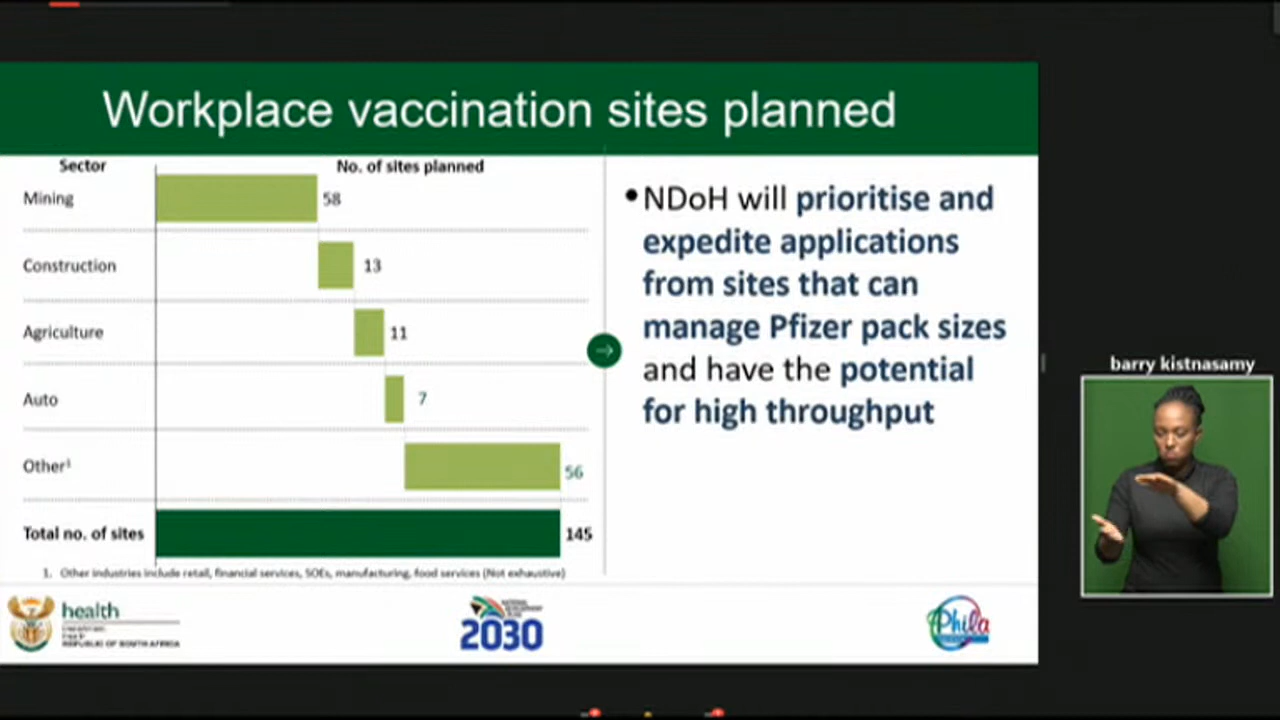 Workplace vaccination sites planned
Sector
No. of sites planned
Mining
58
Construction
13
Agriculture
11
Auto
7
Other¹
56
Total no. of sites
145
1. Other industries include retail, financial services, SOEs, manufacturing, food services (Not exhaustive)
•NDoH will prioritise and
expedite applications
from sites that can
manage Pfizer pack sizes
and have the potential
for high throughput
barry kistnasamy
health
REPUBLIC OF SOUTH AFRICA
2030
Phila